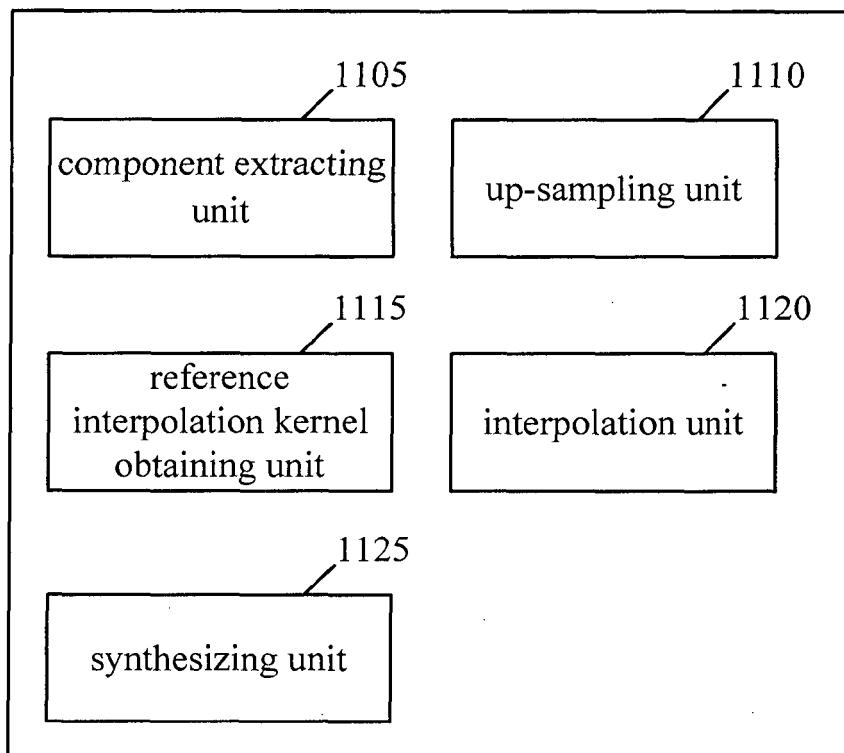 1105
component extracting
unit
1110
up-sampling unit
1115
reference
interpolation kernel
obtaining unit
1120
interpolation unit
1125
synthesizing unit